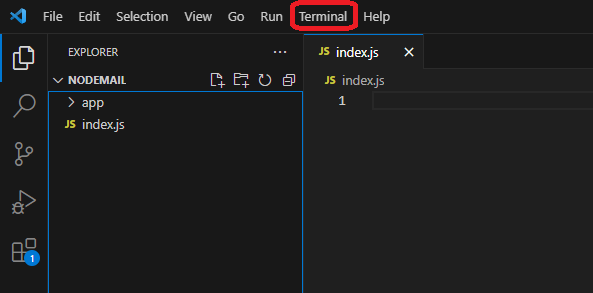 File Edit Selection View Go Run Terminal Help
EXPLORER
NODEMAIL
app
JS index.js
1
JS index.js
JS index.js
1